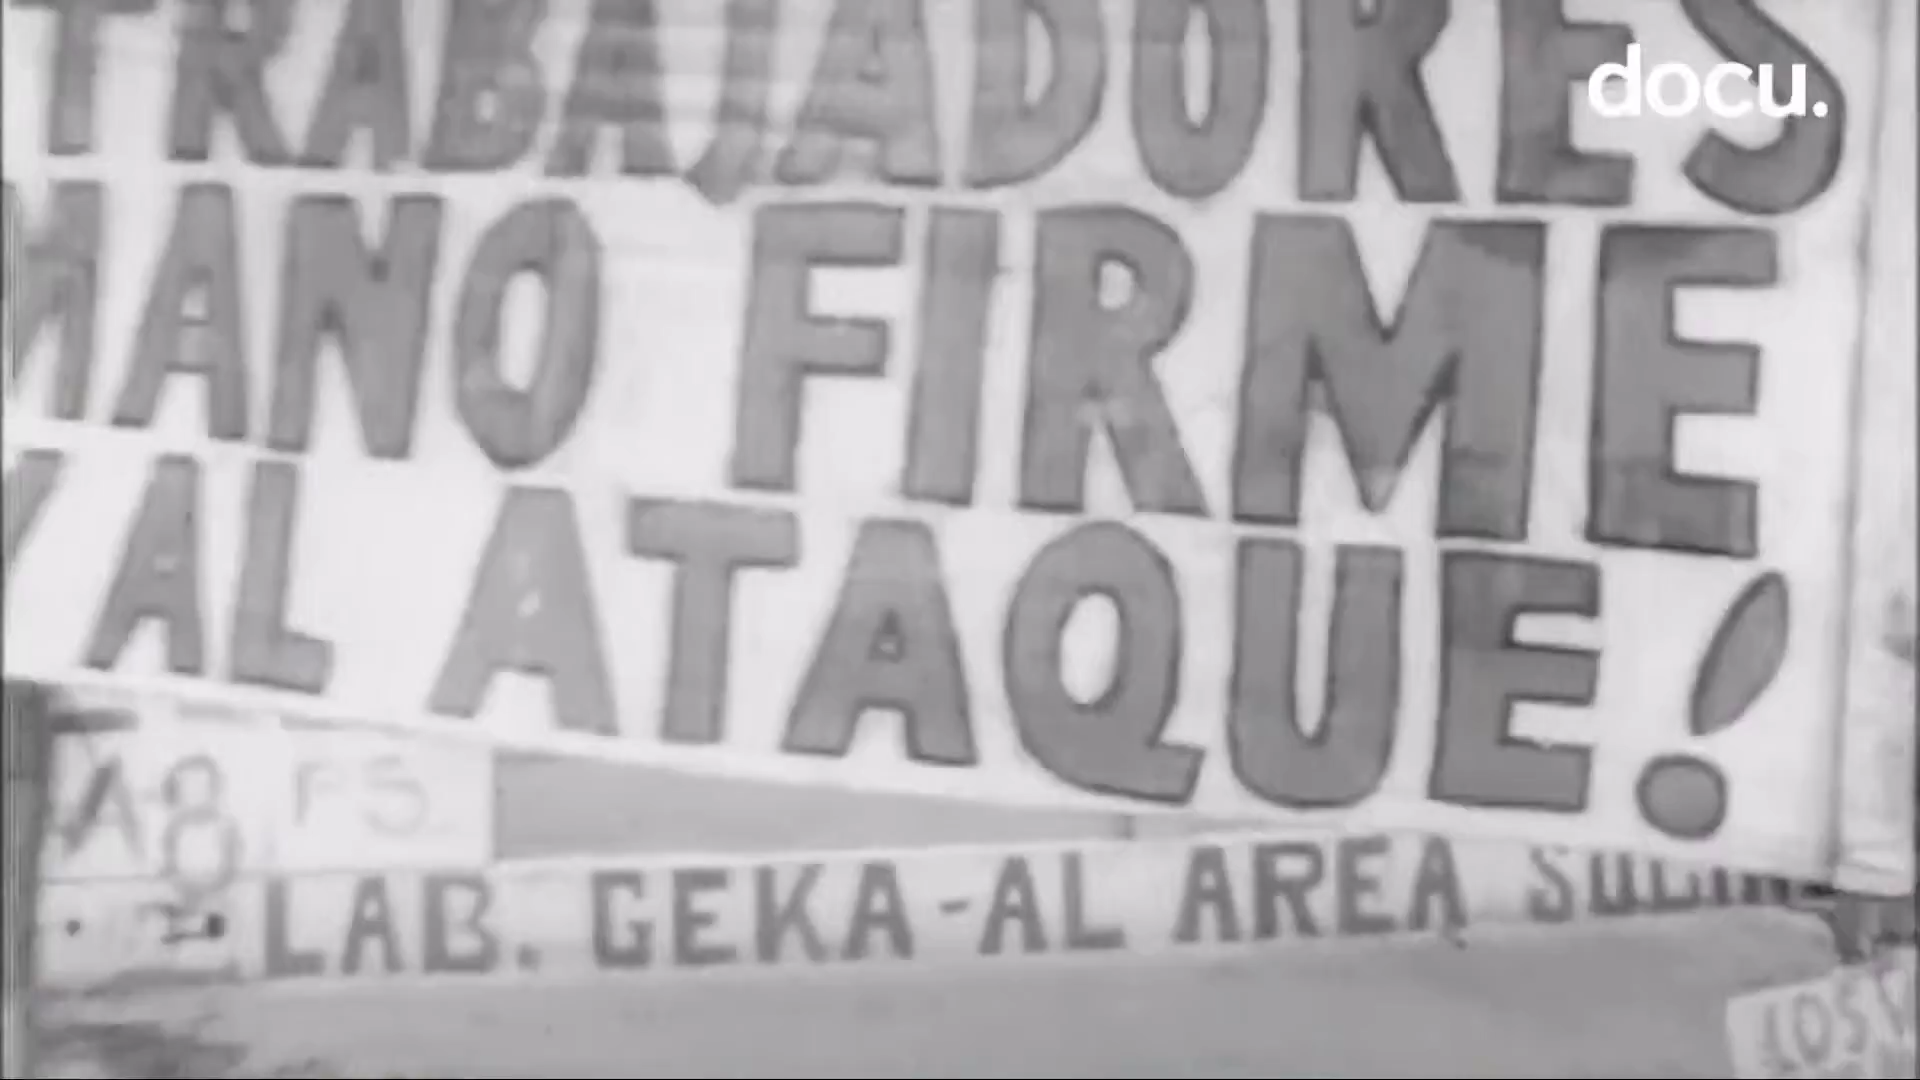 TRABAJADORES
docu.
MANO FIRME
Y AL ATAQUE!
LAB. GEKA-AL AREA